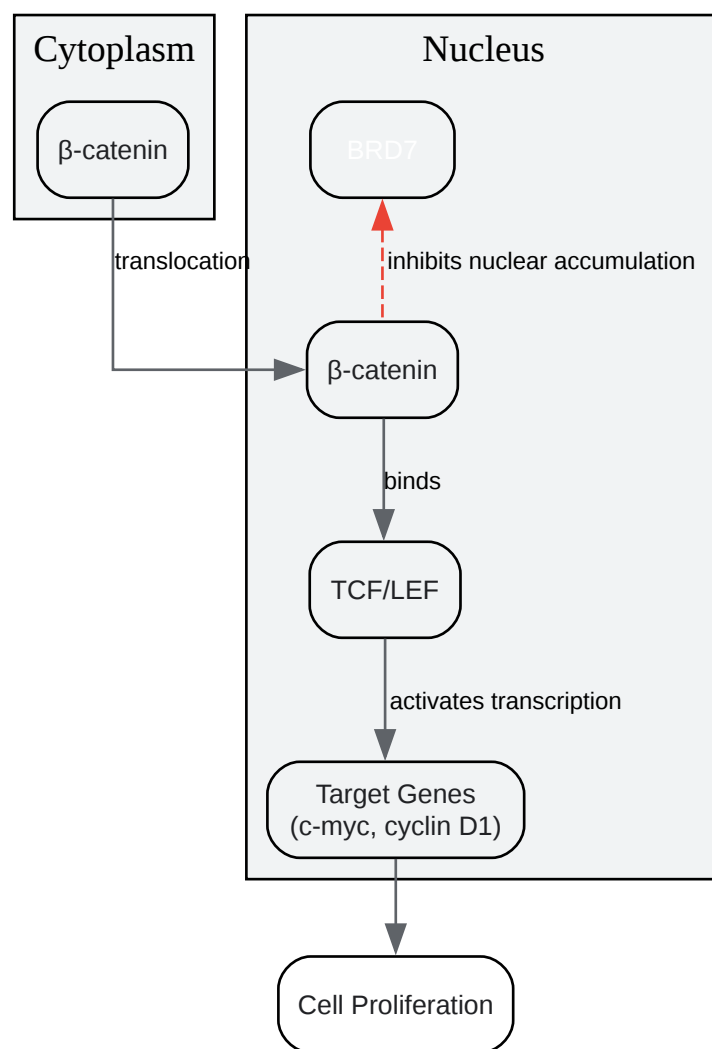 Cytoplasm
Nucleus
β-catenin
BRD7
translocation
inhibits nuclear accumulation
β-catenin
binds
TCF/LEF
activates transcription
Target Genes
(c-myc, cyclin D1)
Cell Proliferation